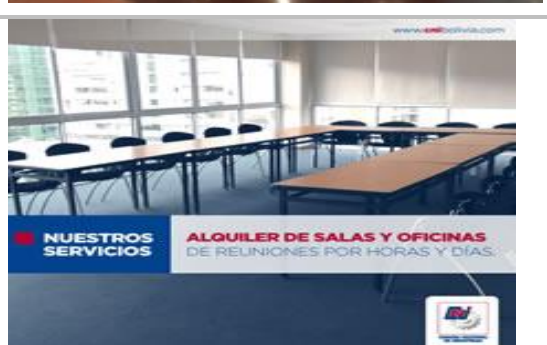 www.cnibolivia.com
NUESTROS
SERVICIOS
ALQUILER DE SALAS Y OFICINAS
DE REUNIONES POR HORAS Y DÍAS.